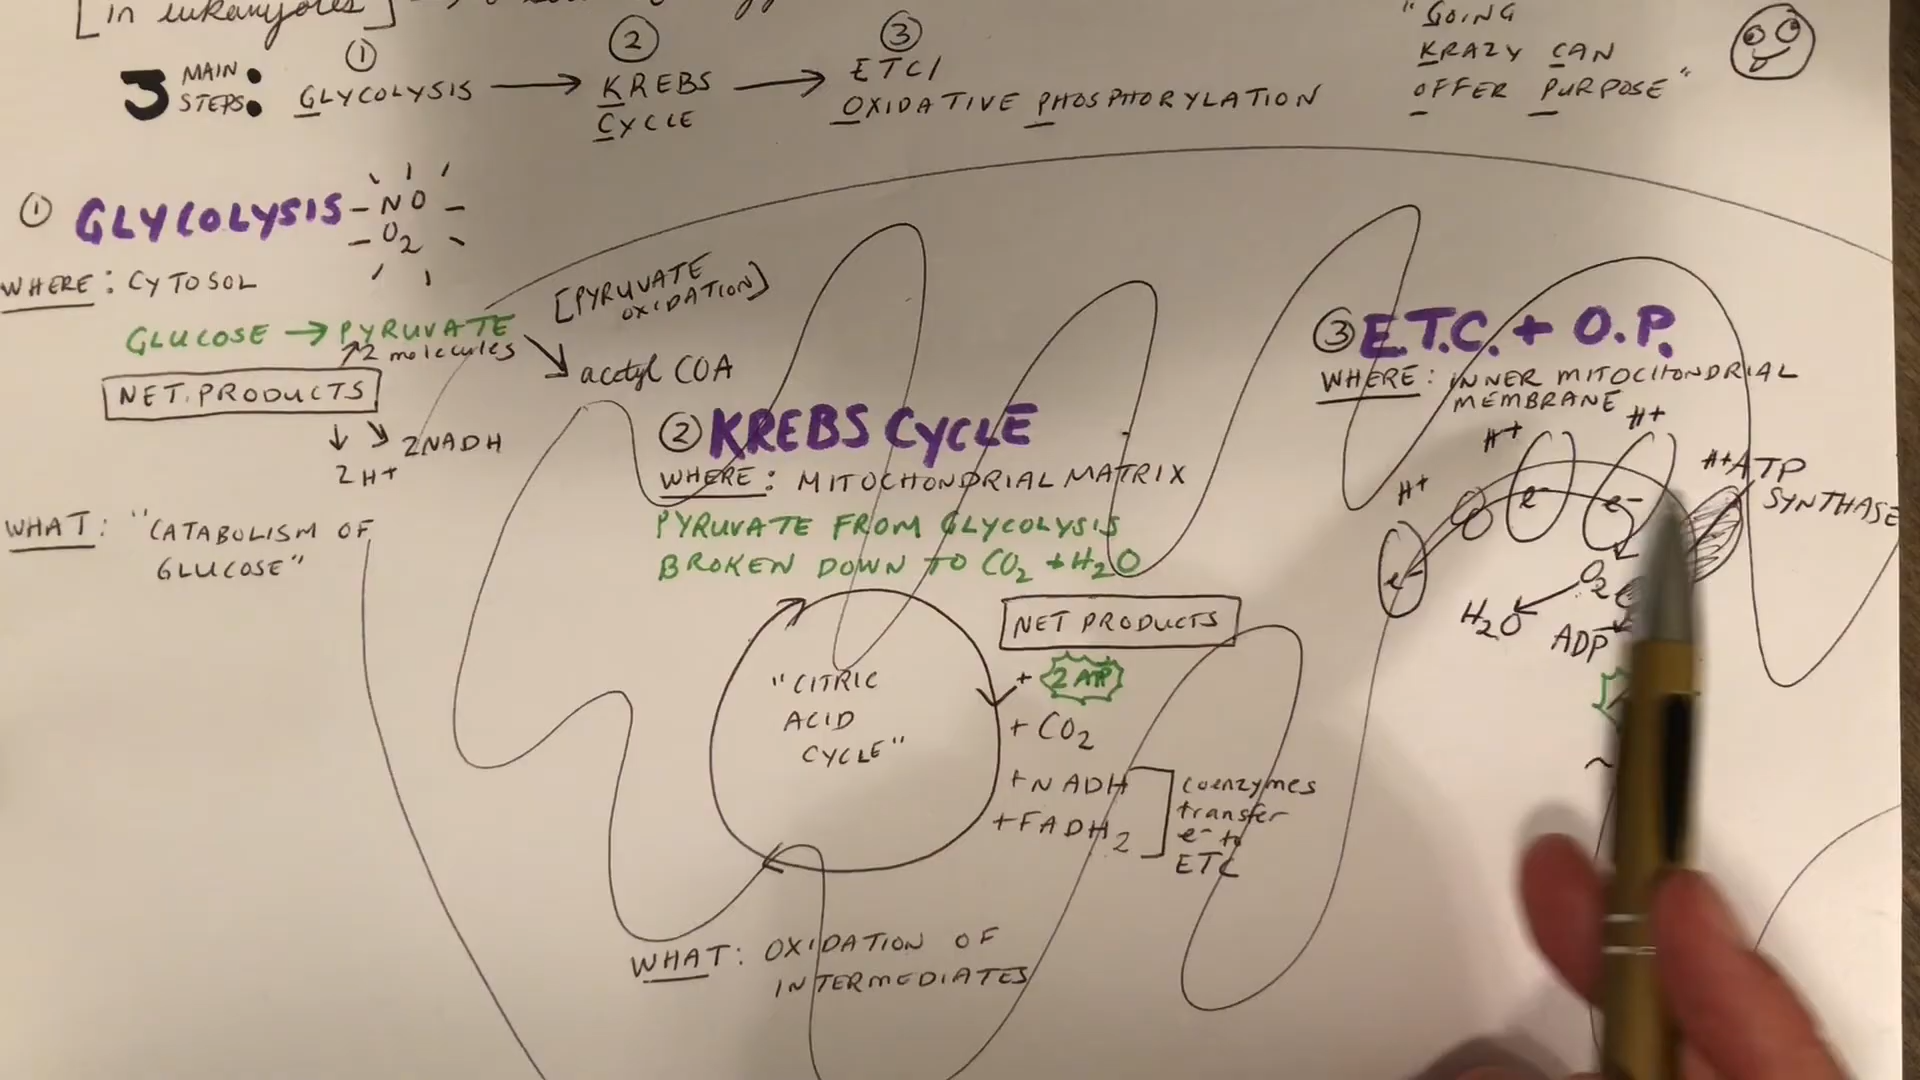 [in eukaryotes]
3 MAIN STEPS:
① GLYCOLYSIS → ② KREBS CYCLE → ③ ETC/ OXIDATIVE PHOSPHORYLATION
"GOING
KRAZY CAN
OFFER PURPOSE"
① GLYCOLYSIS
NO
O2
WHERE: CYTOSOL
GLUCOSE → PYRUVATE
2 molecules
[PYRUVATE
OXIDATION]
acetyl COA
NET PRODUCTS
2NADH
2H+
WHAT: "CATABOLISM OF
GLUCOSE"
② KREBS CYCLE
WHERE: MITOCHONDRIAL MATRIX
PYRUVATE FROM GLYCOLYSIS
BROKEN DOWN TO CO2 + H2O
"CITRIC
ACID
CYCLE"
NET PRODUCTS
+ 2 ATP
+ CO2
+NADH
+FADH2
coenzymes
transfer
e- to
ETC
WHAT: OXIDATION OF
INTERMEDIATES
③ E.T.C. + O.P.
WHERE: INNER MITOCHONDRIAL
MEMBRANE
H+
H+
H+
H+
ATP
SYNTHASE
e-
e-
e-
O2
H2O
ADP
~